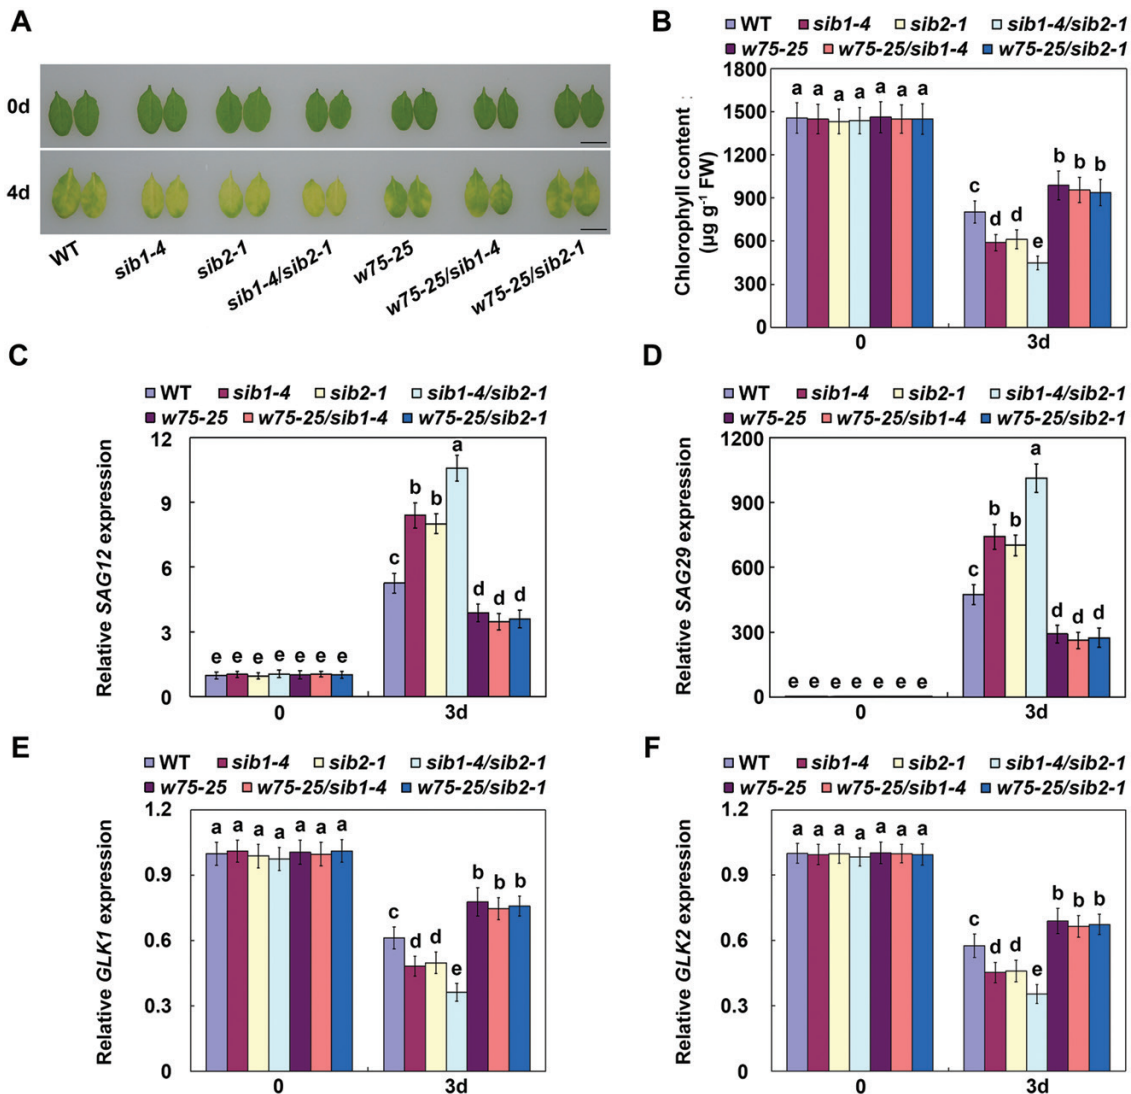 A
0d
4d
WT sib1-4 sib2-1 sib1-4/sib2-1 w75-25 w75-25/sib1-4 w75-25/sib2-1
B
WT sib1-4 sib2-1 sib1-4/sib2-1
w75-25 w75-25/sib1-4 w75-25/sib2-1
Chlorophyll content :
(µg g-1 FW)
1800
1500
1200
900
600
300
0
a a a a a a a
c d d e b b b
0 3d
C
WT sib1-4 sib2-1 sib1-4/sib2-1
w75-25 w75-25/sib1-4 w75-25/sib2-1
Relative SAG12 expression
12
9
6
3
0
e e e e e e e
c b b a d d d
0 3d
D
WT sib1-4 sib2-1 sib1-4/sib2-1
w75-25 w75-25/sib1-4 w75-25/sib2-1
Relative SAG29 expression
1200
900
600
300
0
e e e e e e e
c b b a d d d
0 3d
E
WT sib1-4 sib2-1 sib1-4/sib2-1
w75-25 w75-25/sib1-4 w75-25/sib2-1
Relative GLK1 expression
1.2
0.9
0.6
0.3
0
a a a a a a a
c d d e b b b
0 3d
F
WT sib1-4 sib2-1 sib1-4/sib2-1
w75-25 w75-25/sib1-4 w75-25/sib2-1
Relative GLK2 expression
1.2
0.9
0.6
0.3
0
a a a a a a a
c d d e b b b
0 3d